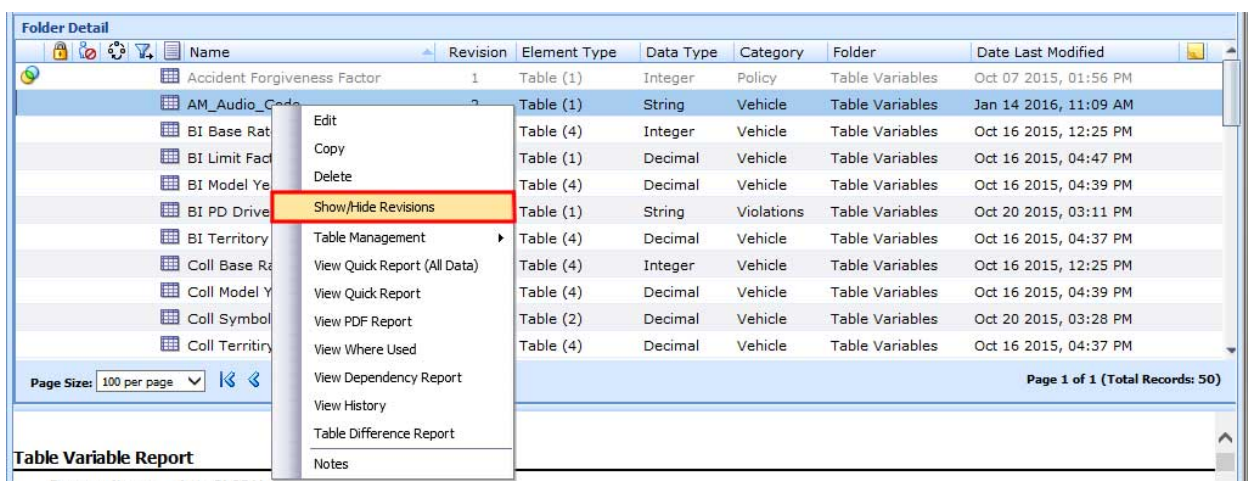 Folder Detail
Name Revision Element Type Data Type Category Folder Date Last Modified
Accident Forgiveness Factor 1 Table (1) Integer Policy Table Variables Oct 07 2015, 01:56 PM
AM_Audio_Code 2 Table (1) String Vehicle Table Variables Jan 14 2016, 11:09 AM
BI Base Rat Table (4) Integer Vehicle Table Variables Oct 16 2015, 12:25 PM
BI Limit Fact Table (1) Decimal Vehicle Table Variables Oct 16 2015, 04:47 PM
BI Model Ye Table (4) Decimal Vehicle Table Variables Oct 16 2015, 04:39 PM
BI PD Drive Table (1) String Violations Table Variables Oct 20 2015, 03:11 PM
BI Territory Table (4) Decimal Vehicle Table Variables Oct 16 2015, 04:37 PM
Coll Base Ra Table (4) Integer Vehicle Table Variables Oct 16 2015, 12:25 PM
Coll Model Y Table (4) Decimal Vehicle Table Variables Oct 16 2015, 04:39 PM
Coll Symbol Table (2) Decimal Vehicle Table Variables Oct 20 2015, 03:28 PM
Coll Territiry Table (4) Decimal Vehicle Table Variables Oct 16 2015, 04:37 PM
Edit
Copy
Delete
Show/Hide Revisions
Table Management
View Quick Report (All Data)
View Quick Report
View PDF Report
View Where Used
View Dependency Report
View History
Table Difference Report
Notes
Page Size: 100 per page Page 1 of 1 (Total Records: 50)
Table Variable Report